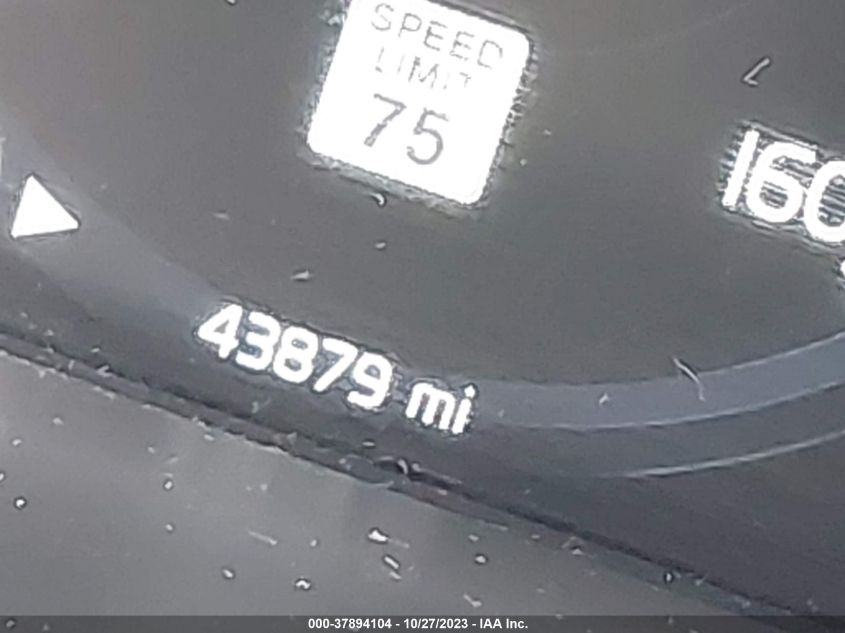 SPEED
LIMIT
75
160
43879 mi
000-37894104 - 10/27/2023 - IAA Inc.